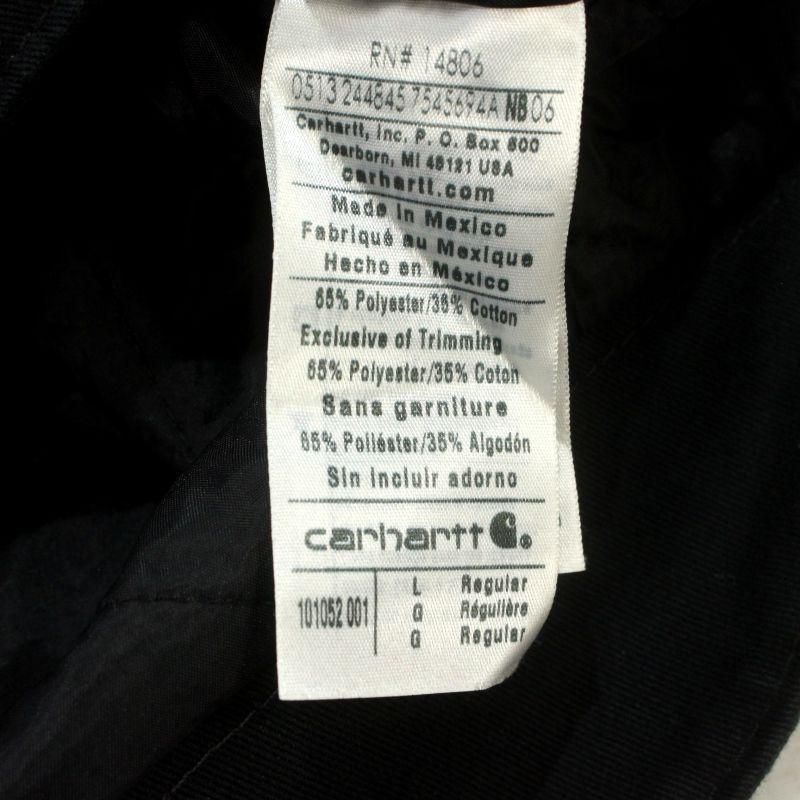 RN# 14806
0513 244845 7545694A NB 06
Carhartt, Inc. P. O. Box 600
Dearborn, MI 48121 USA
carhartt.com
Made in Mexico
Fabriqué au Mexique
Hecho en México
65% Polyester/35% Cotton
Exclusive of Trimming
65% Polyester/35% Coton
Sans garniture
65% Poliéster/35% Algodón
Sin incluir adorno
carhartt
101052 001
L Regular
G Régulière
G Regular